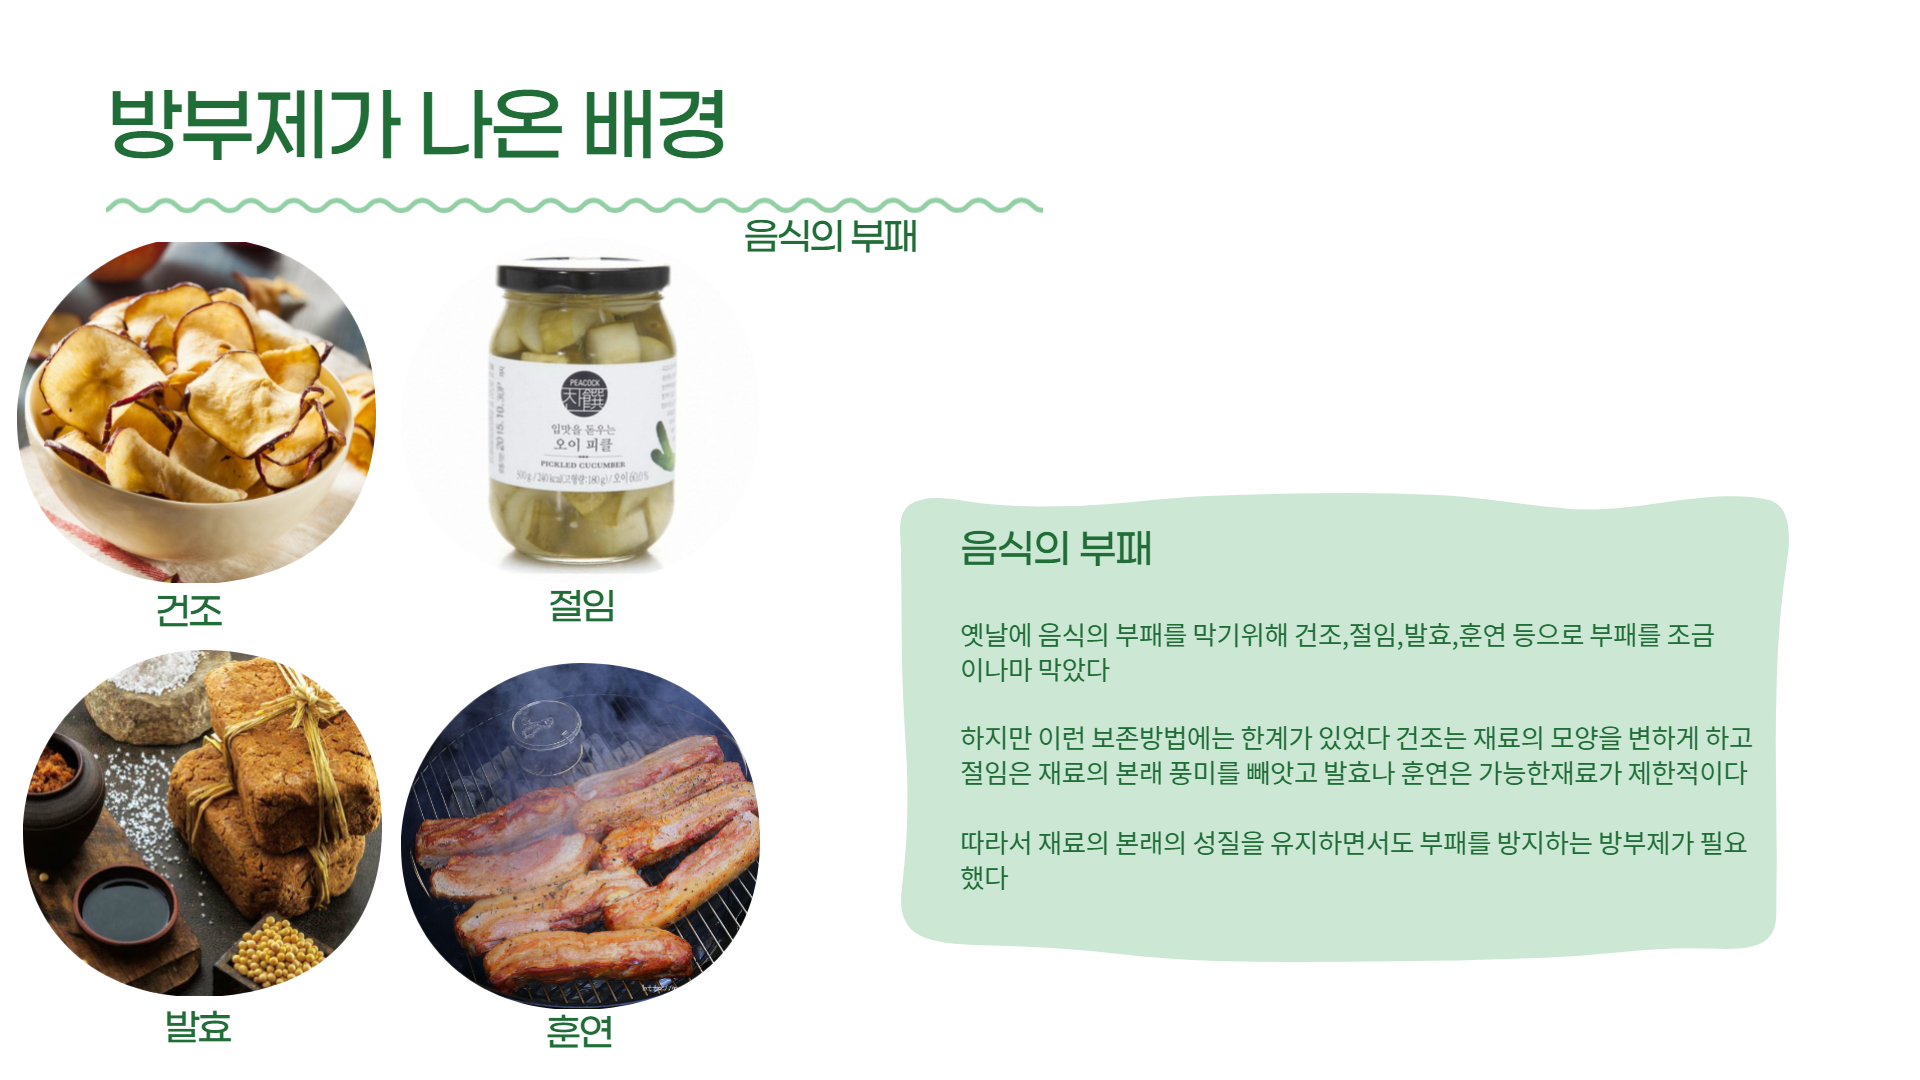 방부제가 나온 배경
음식의 부패
PEACOCK
입맛을 돋우는
오이 피클
PICKLED CUCUMBER
건조
절임
음식의 부패
옛날에 음식의 부패를 막기위해 건조,절임,발효,훈연 등으로 부패를 조금
이나마 막았다
하지만 이런 보존방법에는 한계가 있었다 건조는 재료의 모양을 변하게 하고
절임은 재료의 본래 풍미를 빼앗고 발효나 훈연은 가능한재료가 제한적이다
따라서 재료의 본래의 성질을 유지하면서도 부패를 방지하는 방부제가 필요
했다
발효
훈연